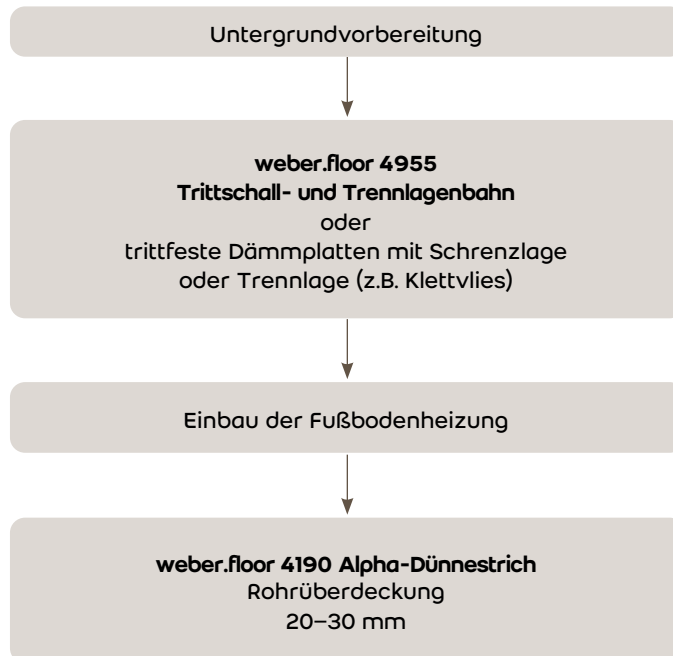 Untergrundvorbereitung
weber.floor 4955
Trittschall- und Trennlagenbahn
oder
trittfeste Dämmplatten mit Schrenzlage
oder Trennlage (z.B. Klettvlies)
Einbau der Fußbodenheizung
weber.floor 4190 Alpha-Dünnestrich
Rohrüberdeckung
20–30 mm